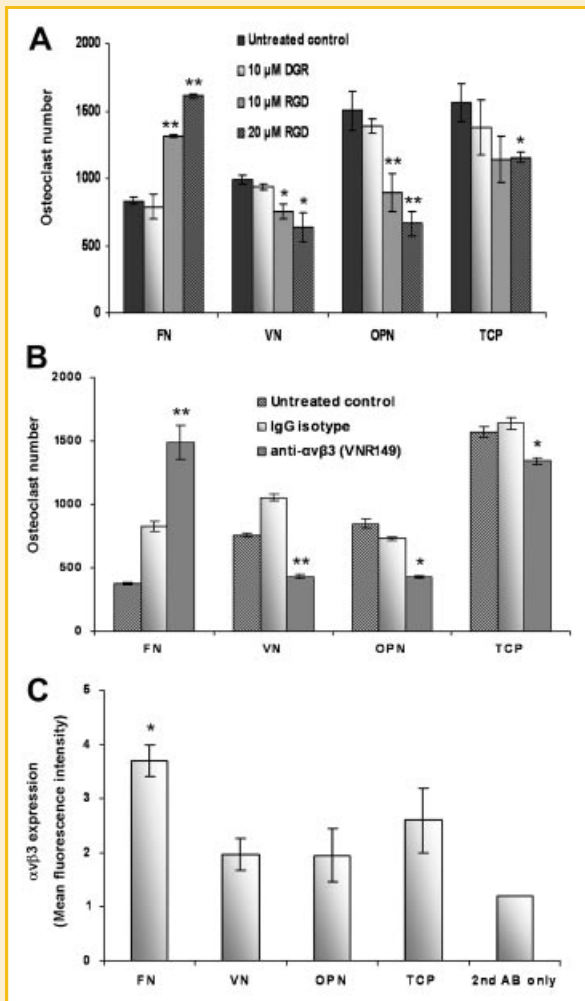 A
2000
1500
1000
500
0
Osteoclast number
Untreated control
10 µM DGR
10 µM RGD
20 µM RGD
**
**
*
*
**
**
*
FN VN OPN TCP
B
2000
1500
1000
500
0
Osteoclast number
Untreated control
IgG isotype
anti-αvβ3 (VNR149)
**
**
*
*
FN VN OPN TCP
C
5
4
3
2
1
0
αvβ3 expression
(Mean fluorescence intensity)
*
FN VN OPN TCP 2nd AB only